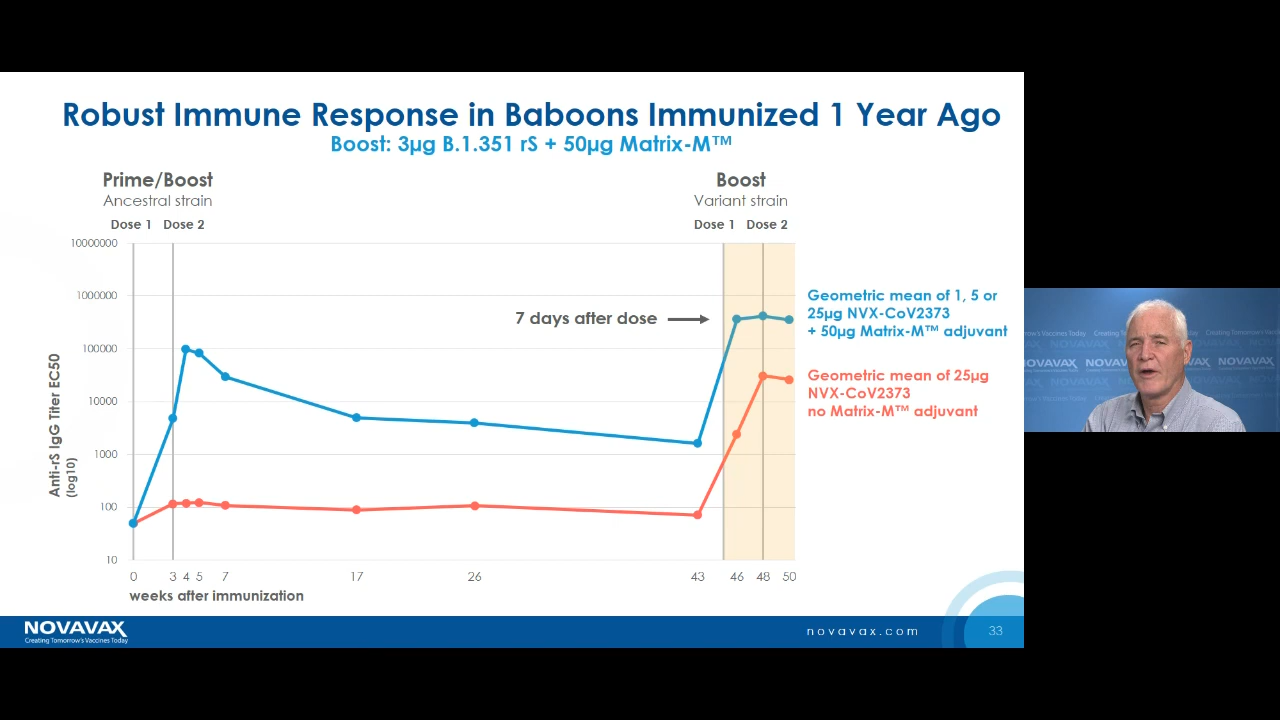 Robust Immune Response in Baboons Immunized 1 Year Ago
Boost: 3µg B.1.351 rS + 50µg Matrix-M™
Prime/Boost
Ancestral strain
Dose 1 Dose 2
Boost
Variant strain
Dose 1 Dose 2
Anti-rS IgG Titer EC50
(log10)
10000000
1000000
100000
10000
1000
100
10
7 days after dose
Geometric mean of 1, 5 or
25µg NVX-CoV2373
+ 50µg Matrix-M™ adjuvant
Geometric mean of 25µg
NVX-CoV2373
no Matrix-M™ adjuvant
0 3 4 5 7 17 26 43 46 48 50
weeks after immunization
NOVAVAX
Creating Tomorrow's Vaccines Today
novavax.com
33
NOVAVAX
NOVAVAX